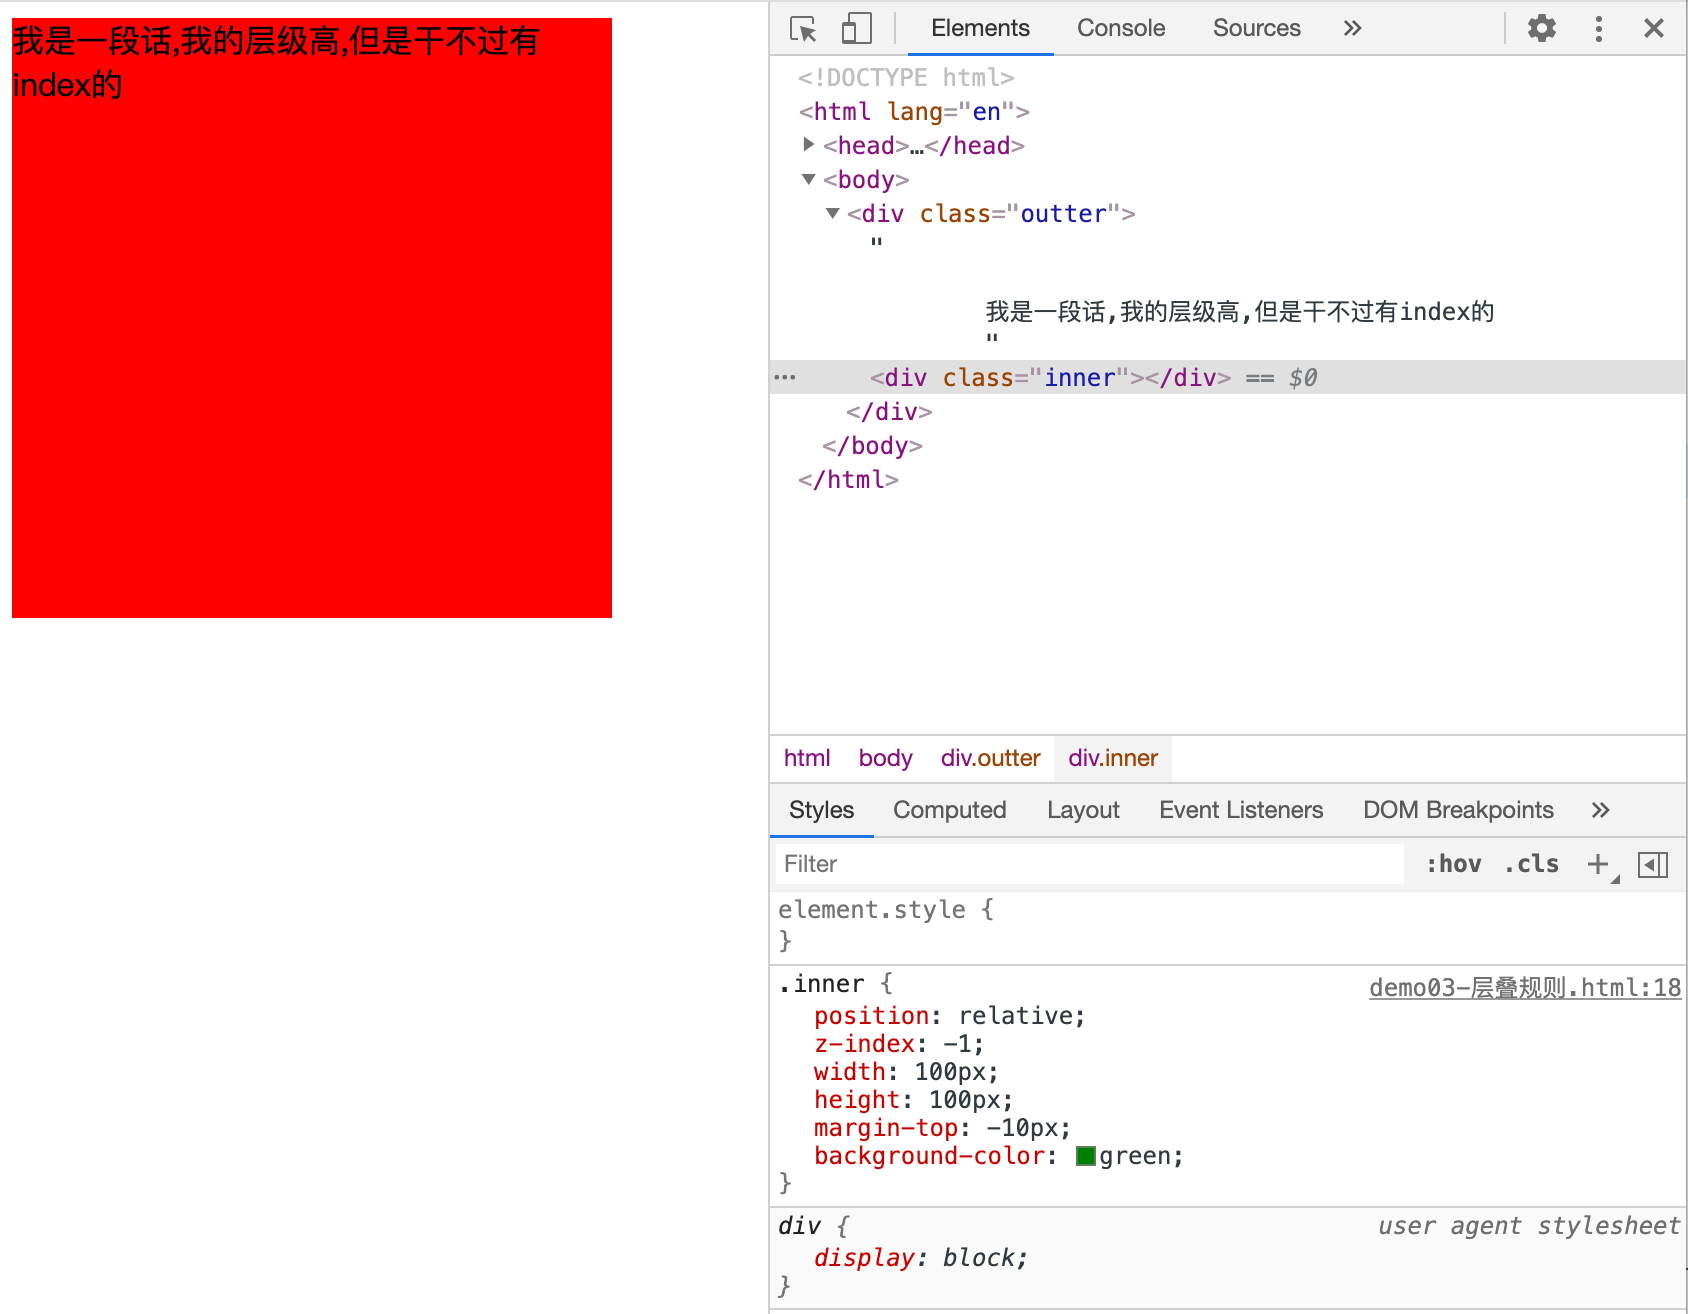 我是一段话,我的层级高,但是干不过有
index的
Elements
Console
Sources
<!DOCTYPE html>
<html lang="en">
<head>…</head>
<body>
<div class="outter">
"
我是一段话,我的层级高,但是干不过有index的
"
<div class="inner"></div> == $0
</div>
</body>
</html>
html body div.outter div.inner
Styles Computed Layout Event Listeners DOM Breakpoints
Filter :hov .cls
element.style {
}
.inner { demo03-层叠规则.html:18
position: relative;
z-index: -1;
width: 100px;
height: 100px;
margin-top: -10px;
background-color: green;
}
div { user agent stylesheet
display: block;
}